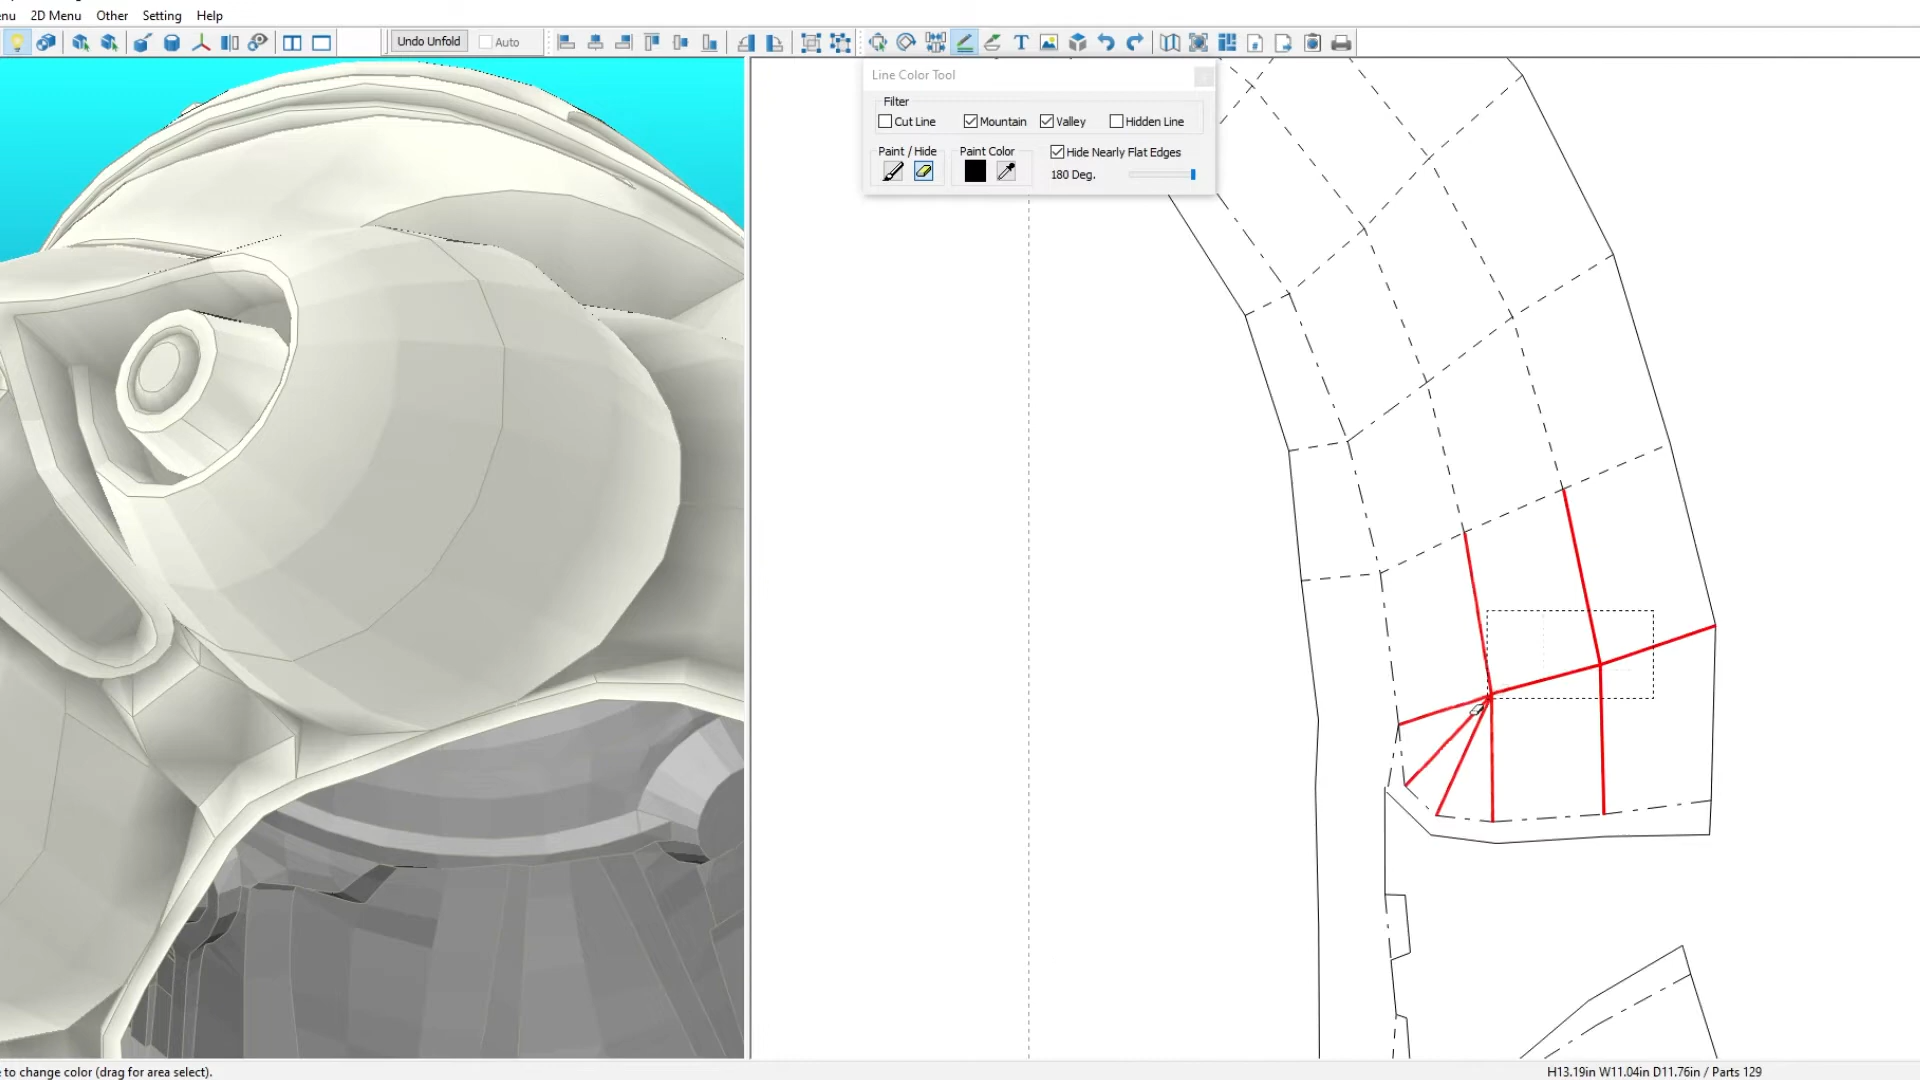 enu 2D Menu Other Setting Help
Undo Unfold Auto
Line Color Tool
Filter
Cut Line Mountain Valley Hidden Line
Paint / Hide Paint Color Hide Nearly Flat Edges
180 Deg.
e to change color (drag for area select).
H13.19in W11.04in D11.76in / Parts 129